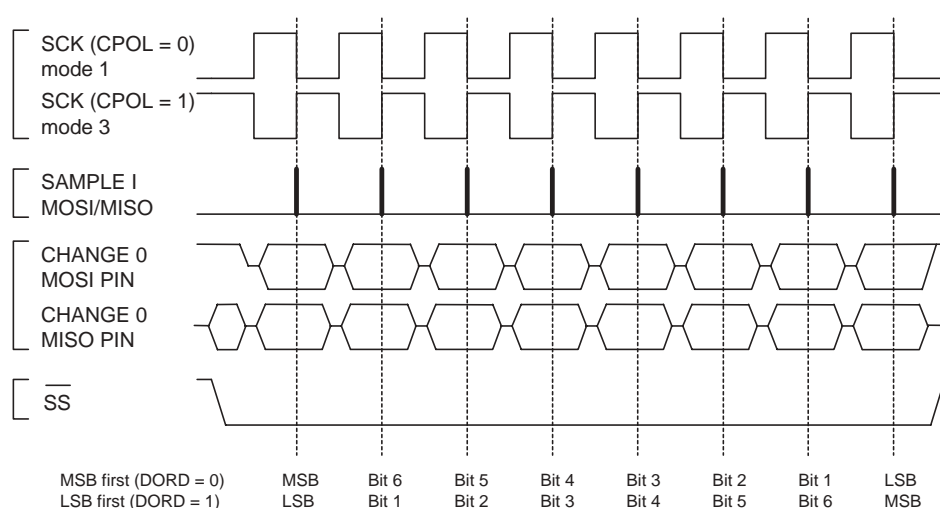 SCK (CPOL = 0)
mode 1
SCK (CPOL = 1)
mode 3
SAMPLE I
MOSI/MISO
CHANGE 0
MOSI PIN
CHANGE 0
MISO PIN
SS
MSB first (DORD = 0) MSB Bit 6 Bit 5 Bit 4 Bit 3 Bit 2 Bit 1 LSB
LSB first (DORD = 1) LSB Bit 1 Bit 2 Bit 3 Bit 4 Bit 5 Bit 6 MSB